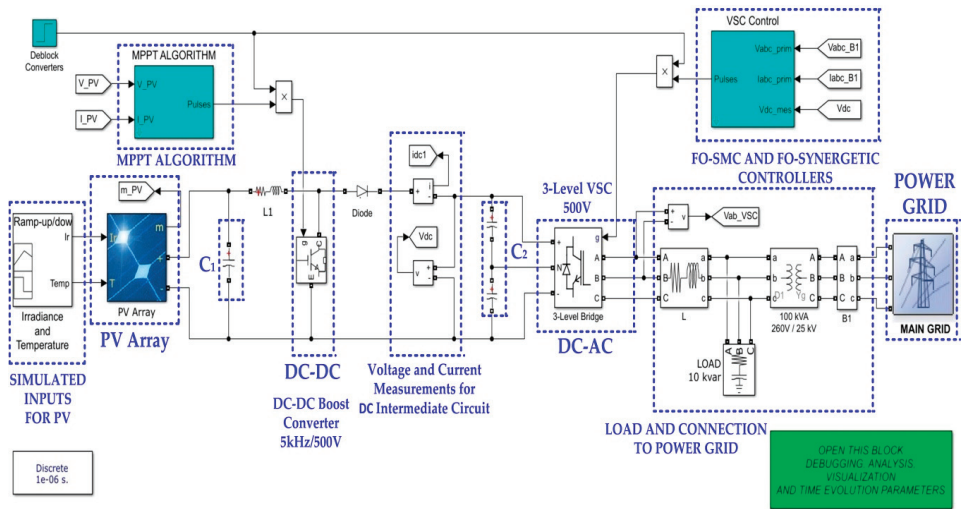 Deblock
Converters
MPPT ALGORITHM
V_PV
V_PV
Pulses
I_PV
I_PV
MPPT ALGORITHM
X
X
VSC Control
Vabc_prim
Vabc_B1
Pulses
Iabc_prim
Iabc_B1
Vdc_mes
Vdc
FO-SMC AND FO-SYNERGETIC
CONTROLLERS
Ramp-up/dow
Ir
Temp
Irradiance and
Temperature
SIMULATED
INPUTS
FOR PV
m_PV
Ir
T
m
+
-
PV Array
PV Array
C1
L1
g
C
E
DC-DC
DC-DC Boost
Converter
5kHz/500V
Diode
idc1
+
i
-
Vdc
v
+
-
Voltage and Current
Measurements for
DC Intermediate Circuit
C2
3-Level VSC
500V
g
+
N
-
A
B
C
3-Level Bridge
DC-AC
+
-
v
Vab_VSC
A
B
C
a
b
c
L
A
B
C
LOAD
10 kvar
a
b
c
D1
Yg
A
B
C
100 kVA
260V / 25 kV
A
B
C
a
b
c
B1
LOAD AND CONNECTION
TO POWER GRID
POWER
GRID
MAIN GRID
Discrete
1e-06 s.
OPEN THIS BLOCK
DEBUGGING, ANALYSIS,
VISUALIZATION
AND TIME EVOLUTION PARAMETERS